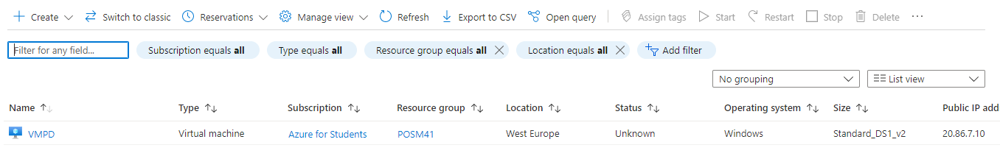 Create Switch to classic Reservations Manage view Refresh Export to CSV Open query Assign tags Start Restart Stop Delete ...
Filter for any field... Subscription equals all Type equals all Resource group equals all Location equals all Add filter
No grouping List view
Name Type Subscription Resource group Location Status Operating system Size Public IP add
VMPD Virtual machine Azure for Students POSM41 West Europe Unknown Windows Standard_DS1_v2 20.86.7.10